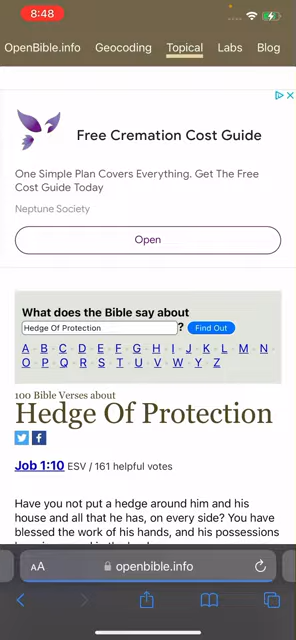 8:48
OpenBible.info Geocoding Topical Labs Blog
Free Cremation Cost Guide
One Simple Plan Covers Everything. Get The Free
Cost Guide Today
Neptune Society
Open
What does the Bible say about
Hedge Of Protection ? Find Out
A - B - C - D - E - F - G - H - I - J - K - L - M - N -
O - P - Q - R - S - T - U - V - W - Y - Z
100 Bible Verses about
Hedge Of Protection
Job 1:10 ESV / 161 helpful votes
Have you not put a hedge around him and his
house and all that he has, on every side? You have
blessed the work of his hands, and his possessions
AA openbible.info